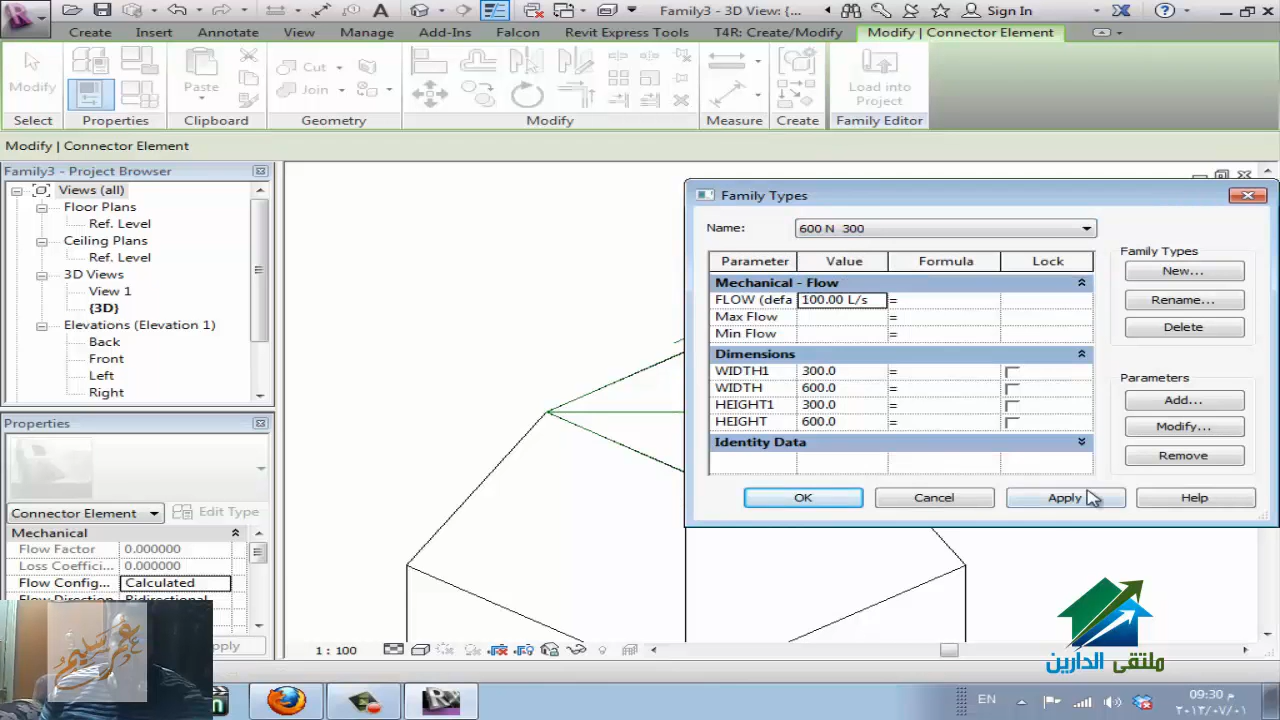 Family3 - 3D View: {...
Sign In
Create
Insert
Annotate
View
Manage
Add-Ins
Falcon
Revit Express Tools
T4R: Create/Modify
Modify | Connector Element
Modify
Paste
Cut
Join
Load into
Project
Select
Properties
Clipboard
Geometry
Modify
Measure
Create
Family Editor
Modify | Connector Element
Family3 - Project Browser
Views (all)
Floor Plans
Ref. Level
Ceiling Plans
Ref. Level
3D Views
View 1
(3D)
Elevations (Elevation 1)
Back
Front
Left
Right
Properties
Connector Element
Edit Type
Mechanical
Flow Factor 0.000000
Loss Coeffici... 0.000000
Flow Config... Calculated
Bidirectional
Family Types
Name: 600 N 300
Parameter Value Formula Lock
Mechanical - Flow
FLOW (defa 100.00 L/s =
Max Flow =
Min Flow =
Dimensions
WIDTH1 300.0 =
WIDTH 600.0 =
HEIGHT1 300.0 =
HEIGHT 600.0 =
Identity Data
Family Types
New...
Rename...
Delete
Parameters
Add...
Modify...
Remove
OK
Cancel
Apply
Help
1 : 100
ملتقى الدارين
EN
09:30 م
٢٠١٣/٠٧/٠١